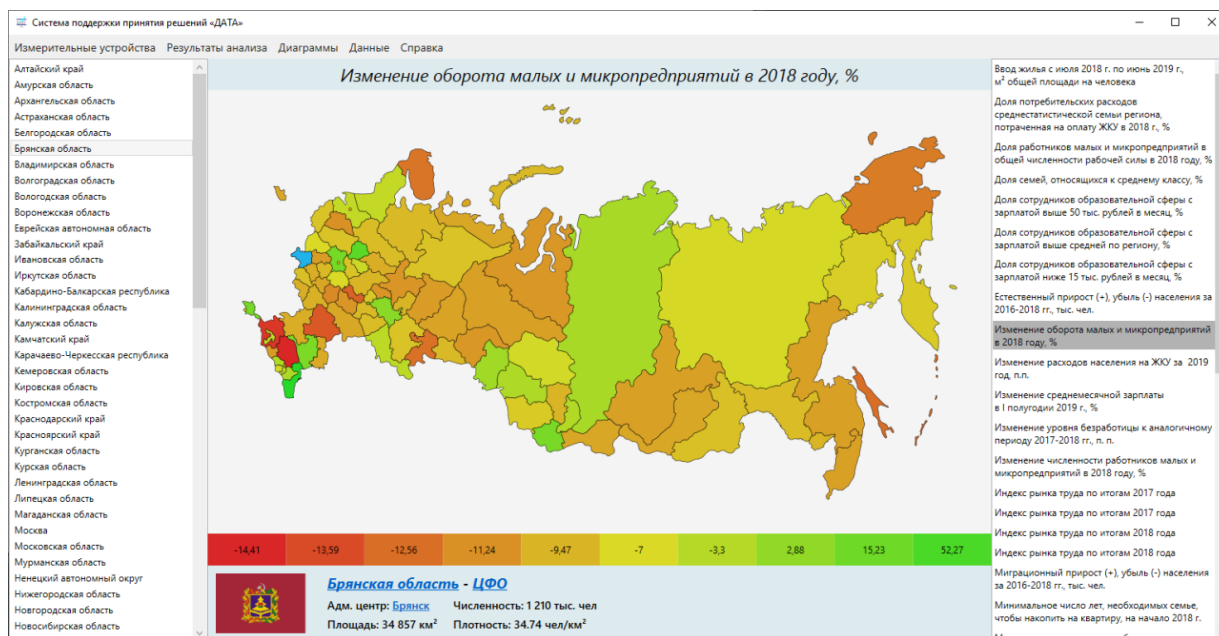 Система поддержки принятия решений «ДАТА»
Измерительные устройства Результаты анализа Диаграммы Данные Справка
Алтайский край
Амурская область
Архангельская область
Астраханская область
Белгородская область
Брянская область
Владимирская область
Волгоградская область
Вологодская область
Воронежская область
Еврейская автономная область
Забайкальский край
Ивановская область
Иркутская область
Кабардино-Балкарская республика
Калининградская область
Калужская область
Камчатский край
Карачаево-Черкесская республика
Кемеровская область
Кировская область
Костромская область
Краснодарский край
Красноярский край
Курганская область
Курская область
Ленинградская область
Липецкая область
Магаданская область
Москва
Московская область
Мурманская область
Ненецкий автономный округ
Нижегородская область
Новгородская область
Новосибирская область
Изменение оборота малых и микропредприятий в 2018 году, %
-14,41 -13,59 -12,56 -11,24 -9,47 -7 -3,3 2,88 15,23 52,27
Брянская область - ЦФО
Адм. центр: Брянск Численность: 1 210 тыс. чел
Площадь: 34 857 км² Плотность: 34.74 чел/км²
Ввод жилья с июля 2018 г. по июнь 2019 г.,
м² общей площади на человека
Доля потребительских расходов
среднестатистической семьи региона,
потраченная на оплату ЖКУ в 2018 г., %
Доля работников малых и микропредприятий в
общей численности рабочей силы в 2018 году, %
Доля семей, относящихся к среднему классу, %
Доля сотрудников образовательной сферы с
зарплатой выше 50 тыс. рублей в месяц, %
Доля сотрудников образовательной сферы с
зарплатой выше средней по региону, %
Доля сотрудников образовательной сферы с
зарплатой ниже 15 тыс. рублей в месяц, %
Естественный прирост (+), убыль (-) населения за
2016-2018 гг., тыс. чел.
Изменение оборота малых и микропредприятий
в 2018 году, %
Изменение расходов населения на ЖКУ за 2019
год, п.п.
Изменение среднемесячной зарплаты
в I полугодии 2019 г., %
Изменение уровня безработицы к аналогичному
периоду 2017-2018 гг., п. п.
Изменение численности работников малых и
микропредприятий в 2018 году, %
Индекс рынка труда по итогам 2017 года
Индекс рынка труда по итогам 2017 года
Индекс рынка труда по итогам 2018 года
Индекс рынка труда по итогам 2018 года
Миграционный прирост (+), убыль (-) населения
за 2016-2018 гг., тыс. чел.
Минимальное число лет, необходимых семье,
чтобы накопить на квартиру, на начало 2018 г.